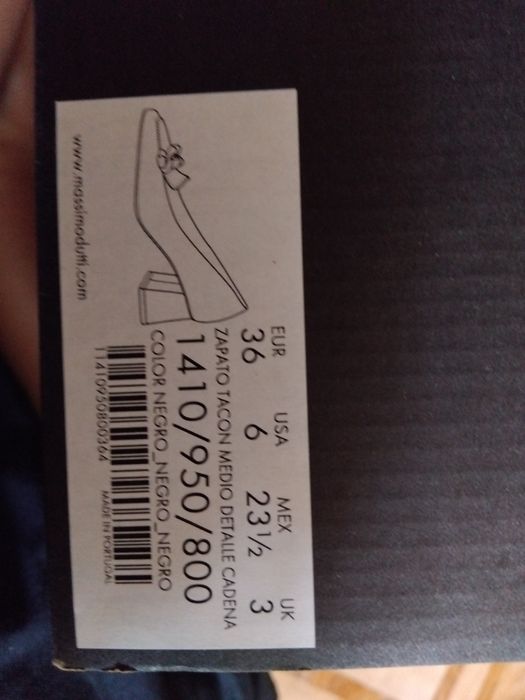 EUR USA MEX UK
36 6 23½ 3
ZAPATO TACON MEDIO DETALLE CADENA
1410/950/800
COLOR NEGRO_NEGRO_NEGRO
11410950800364
MADE IN PORTUGAL
www.massimodutti.com